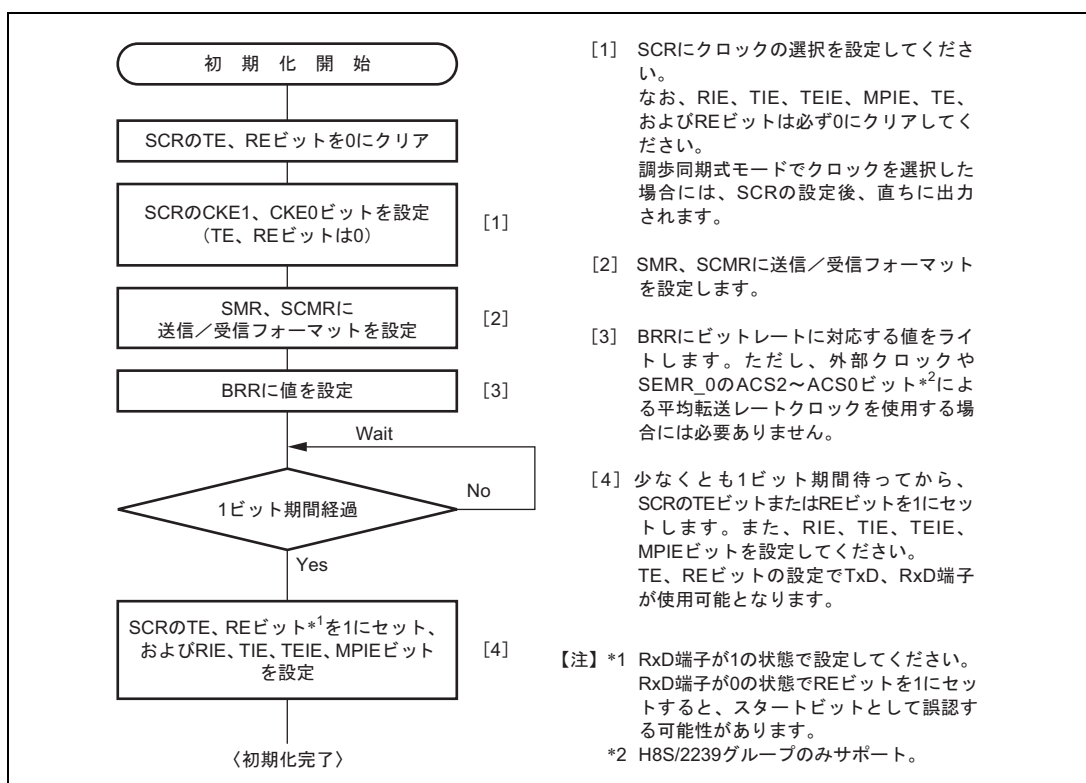 初　期　化　開　始
SCRのTE、REビットを0にクリア
SCRのCKE1、CKE0ビットを設定
（TE、REビットは0）
[1]
SMR、SCMRに
送信／受信フォーマットを設定
[2]
BRRに値を設定
[3]
Wait
1ビット期間経過
No
Yes
SCRのTE、REビット*1を1にセット、
およびRIE、TIE、TEIE、MPIEビット
を設定
[4]
〈初期化完了〉
[1] SCRにクロックの選択を設定してくださ
い。
なお、RIE、TIE、TEIE、MPIE、TE、
およびREビットは必ず0にクリアしてく
ださい。
調歩同期式モードでクロックを選択した
場合には、SCRの設定後、直ちに出力
されます。
[2] SMR、SCMRに送信／受信フォーマット
を設定します。
[3] BRRにビットレートに対応する値をライ
トします。ただし、外部クロックや
SEMR_0のACS2～ACS0ビット*2によ
る平均転送レートクロックを使用する場
合には必要ありません。
[4] 少なくとも1ビット期間待ってから、
SCRのTEビットまたはREビットを1にセッ
トします。また、RIE、TIE、TEIE、
MPIEビットを設定してください。
TE、REビットの設定でTxD、RxD端子
が使用可能となります。
【注】*1 RxD端子が1の状態で設定してください。
RxD端子が0の状態でREビットを1にセッ
トすると、スタートビットとして誤認す
る可能性があります。
*2 H8S/2239グループのみサポート。